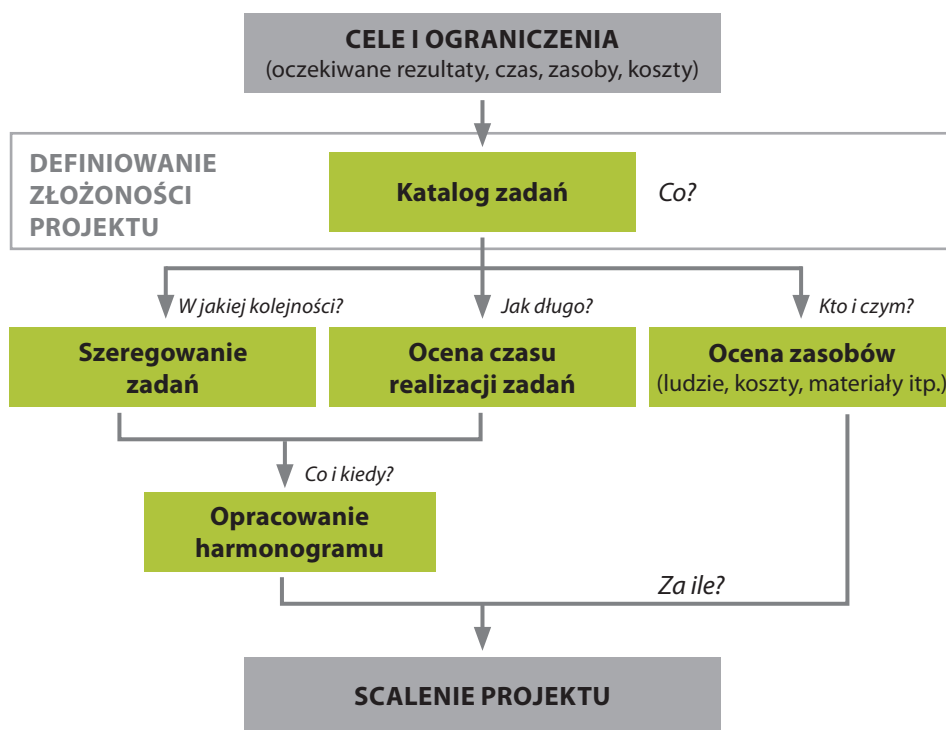 CELE I OGRANICZENIA
(oczekiwane rezultaty, czas, zasoby, koszty)
DEFINIOWANIE
ZŁOŻONOŚCI
PROJEKTU
Katalog zadań
Co?
W jakiej kolejności?
Jak długo?
Kto i czym?
Szeregowanie
zadań
Ocena czasu
realizacji zadań
Ocena zasobów
(ludzie, koszty, materiały itp.)
Co i kiedy?
Opracowanie
harmonogramu
Za ile?
SCALENIE PROJEKTU